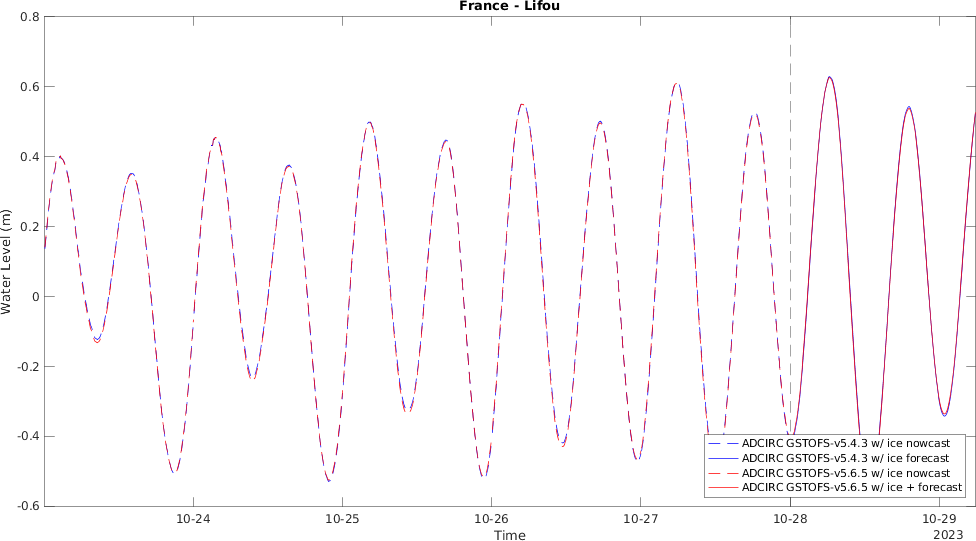 France - Lifou
Water Level (m)
0.8
0.6
0.4
0.2
0
-0.2
-0.4
-0.6
10-24
10-25
10-26
10-27
10-28
10-29
2023
Time
ADCIRC GSTOFS-v5.4.3 w/ ice nowcast
ADCIRC GSTOFS-v5.4.3 w/ ice forecast
ADCIRC GSTOFS-v5.6.5 w/ ice nowcast
ADCIRC GSTOFS-v5.6.5 w/ ice + forecast